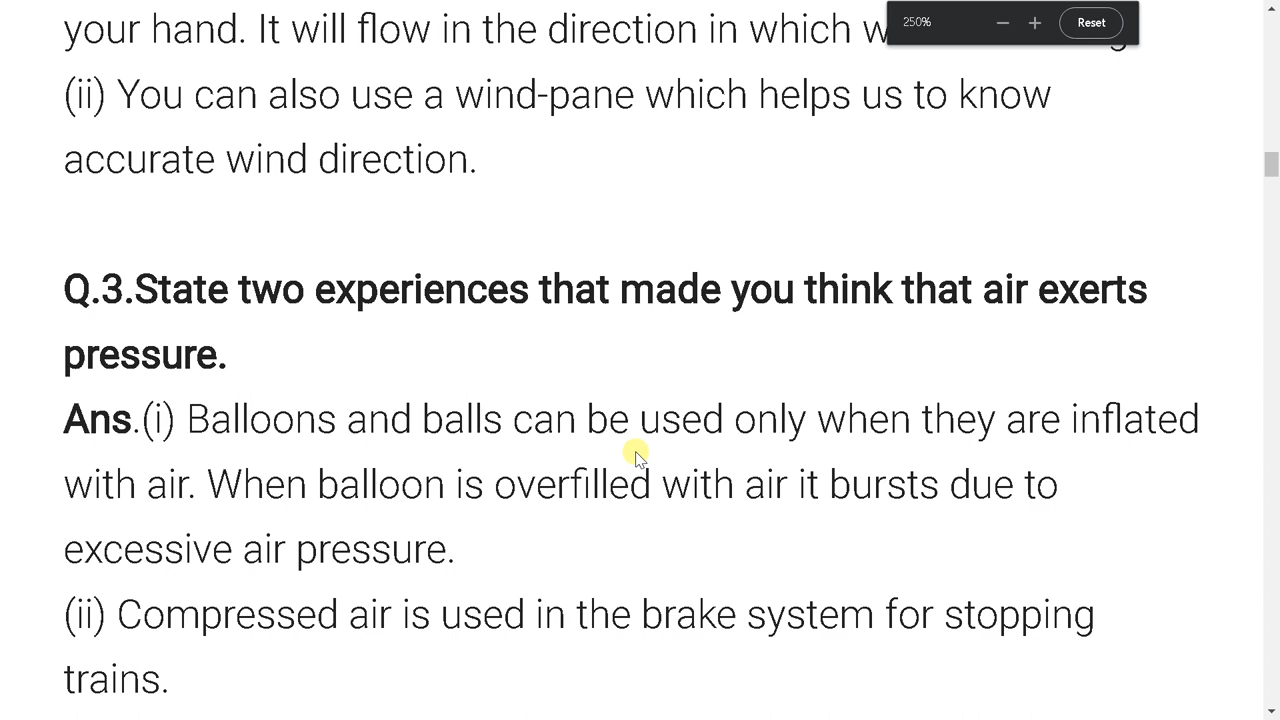 your hand. It will flow in the direction in which
250%
Reset
(ii) You can also use a wind-pane which helps us to know
accurate wind direction.
Q.3.State two experiences that made you think that air exerts
pressure.
Ans.(i) Balloons and balls can be used only when they are inflated
with air. When balloon is overfilled with air it bursts due to
excessive air pressure.
(ii) Compressed air is used in the brake system for stopping
trains.